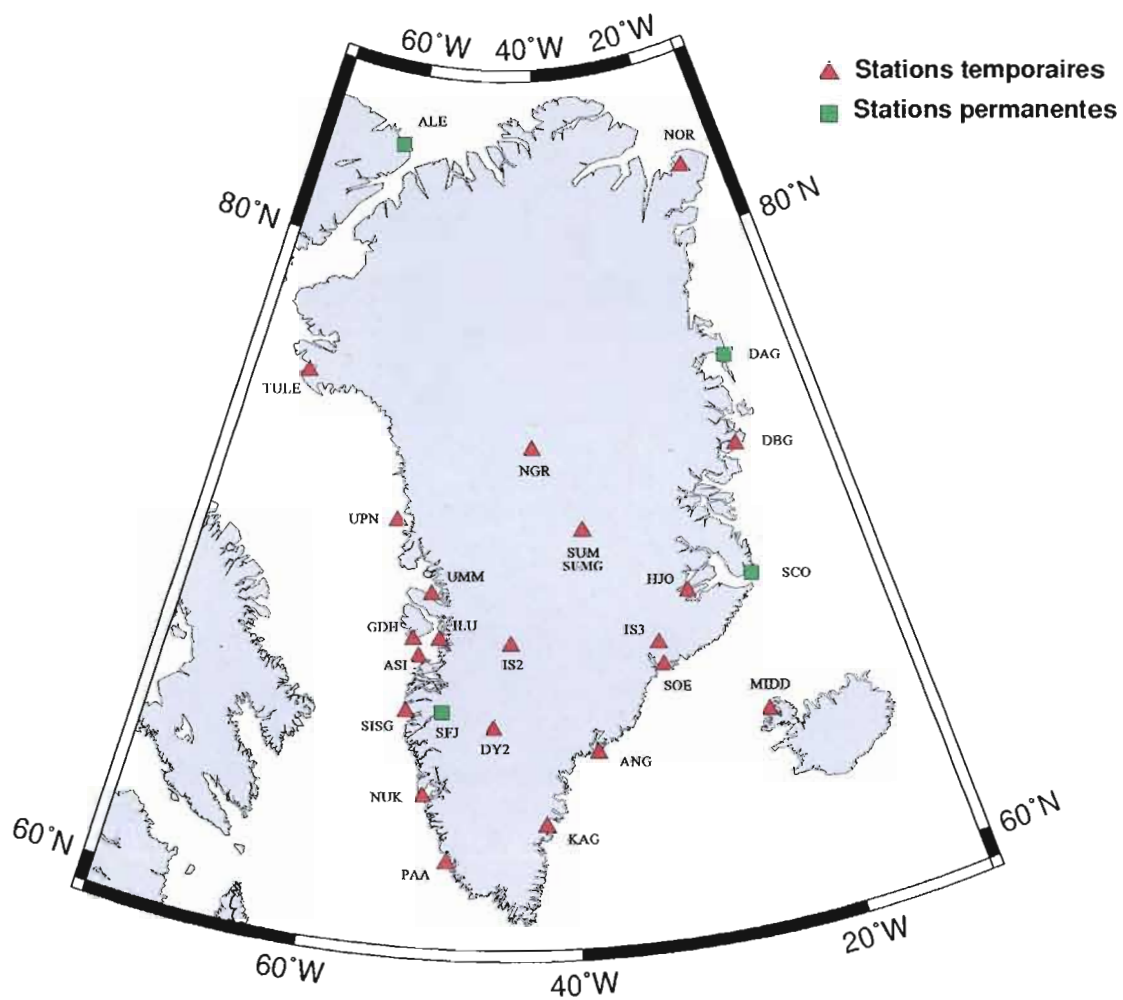 60°W 40°W 20°W
Stations temporaires
Stations permanentes
ALE
NOR
80°N
80°N
DAG
TULE
DBG
NGR
UPN
SUM
SUMG
UMM
HJO
SCO
GDH
ILU
IS3
ASI
IS2
SOE
MIDD
SISG
SFJ
DY2
ANG
NUK
KAG
PAA
60°N
60°N
60°W
40°W
20°W